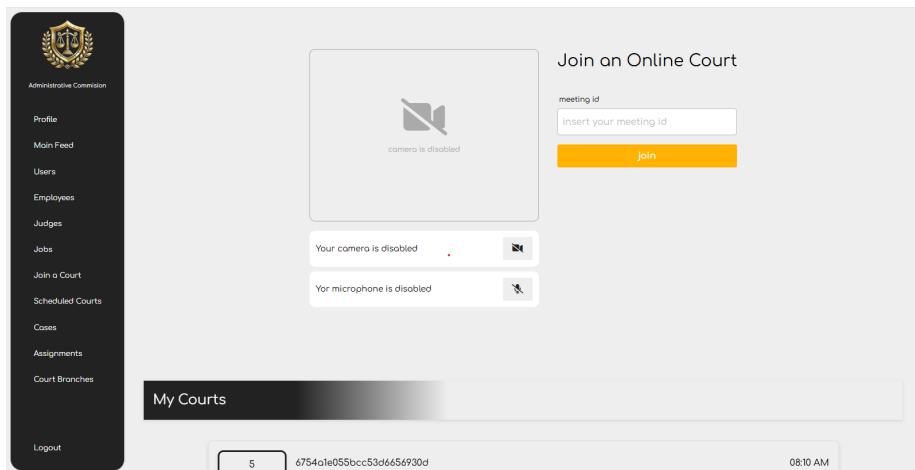 Administrative Commision
Profile
Main Feed
Users
Employees
Judges
Jobs
Join a Court
Scheduled Courts
Cases
Assignments
Court Branches
Logout
camera is disabled
Your camera is disabled
Yor microphone is disabled
Join an Online Court
meeting id
insert your meeting id
join
My Courts
5 6754a1e055bcc53d6656930d 08:10 AM